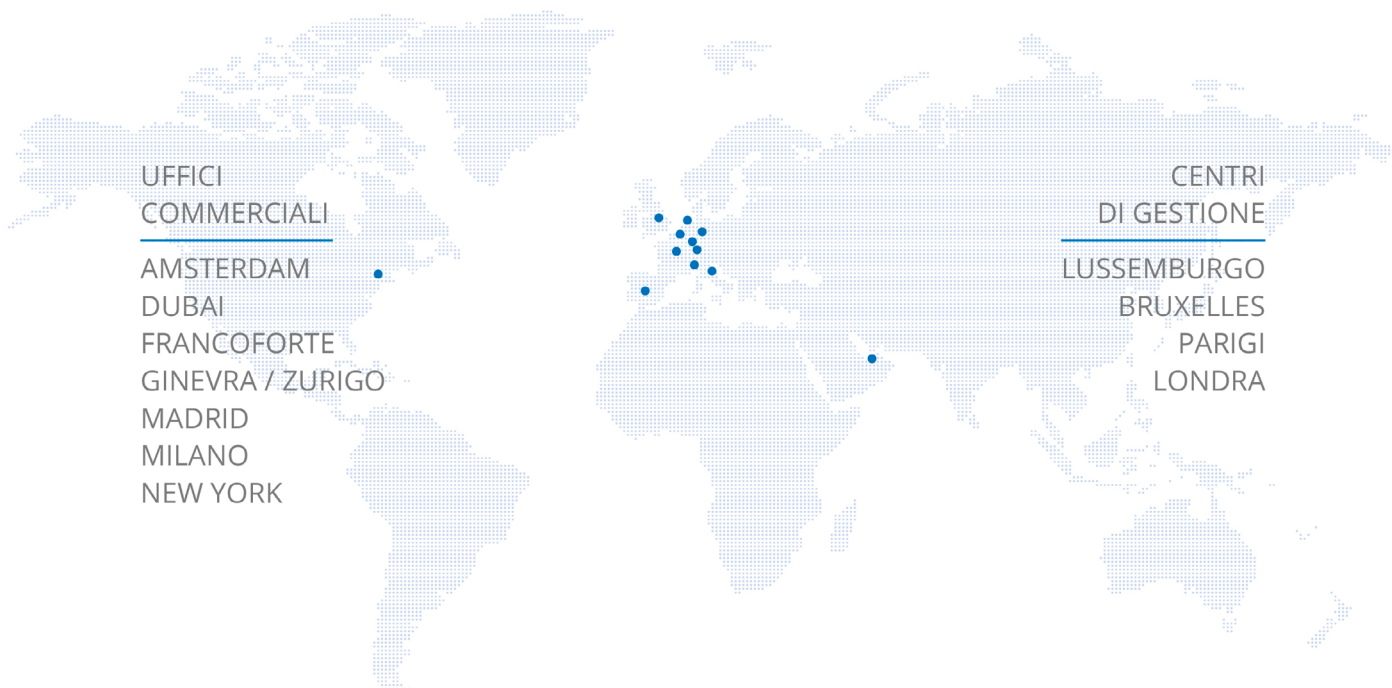 UFFICI
COMMERCIALI
AMSTERDAM
DUBAI
FRANCOFORTE
GINEVRA / ZURIGO
MADRID
MILANO
NEW YORK
CENTRI
DI GESTIONE
LUSSEMBURGO
BRUXELLES
PARIGI
LONDRA